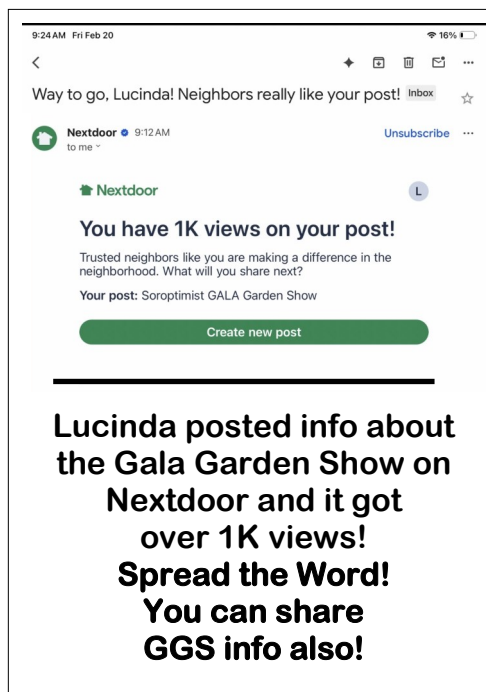 9:24 AM Fri Feb 20
16%
Way to go, Lucinda! Neighbors really like your post! Inbox
Nextdoor 9:12 AM
Unsubscribe
to me
Nextdoor
L
You have 1K views on your post!
Trusted neighbors like you are making a difference in the
neighborhood. What will you share next?
Your post: Soroptimist GALA Garden Show
Create new post
Lucinda posted info about
the Gala Garden Show on
Nextdoor and it got
over 1K views!
Spread the Word!
You can share
GGS info also!